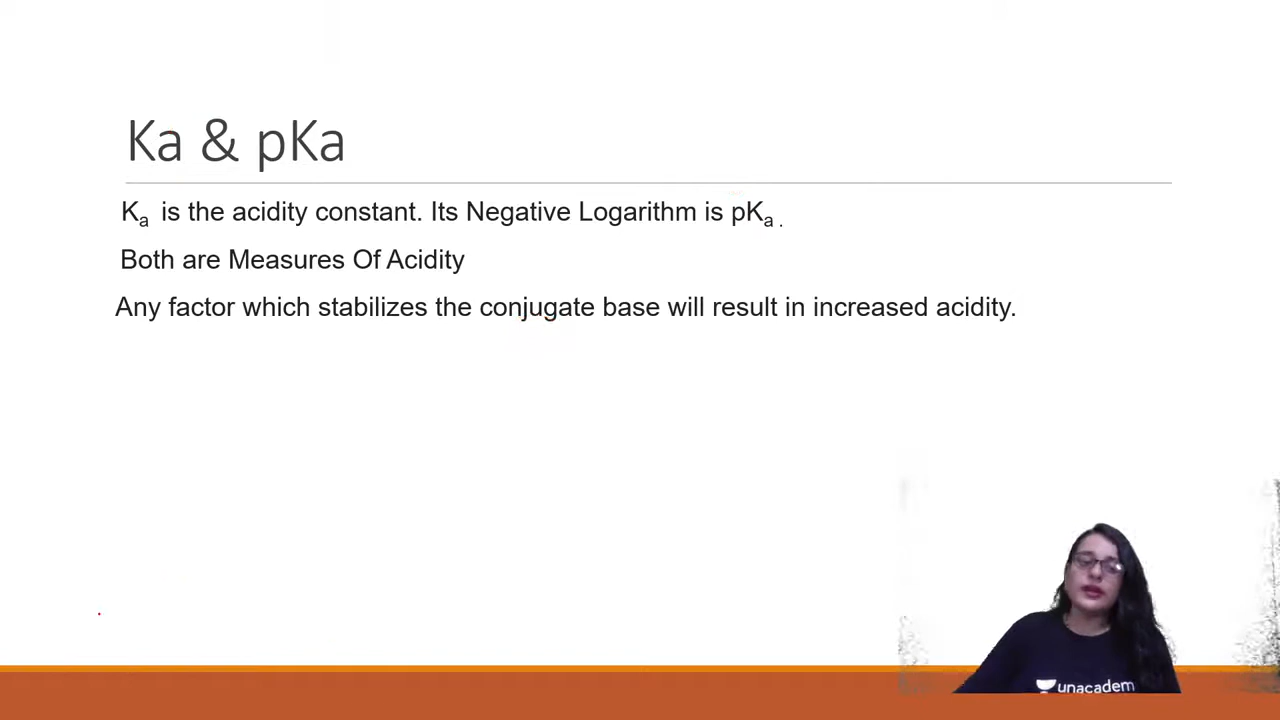 Ka & pKa
Ka is the acidity constant. Its Negative Logarithm is pKa .
Both are Measures Of Acidity
Any factor which stabilizes the conjugate base will result in increased acidity.
unacadem